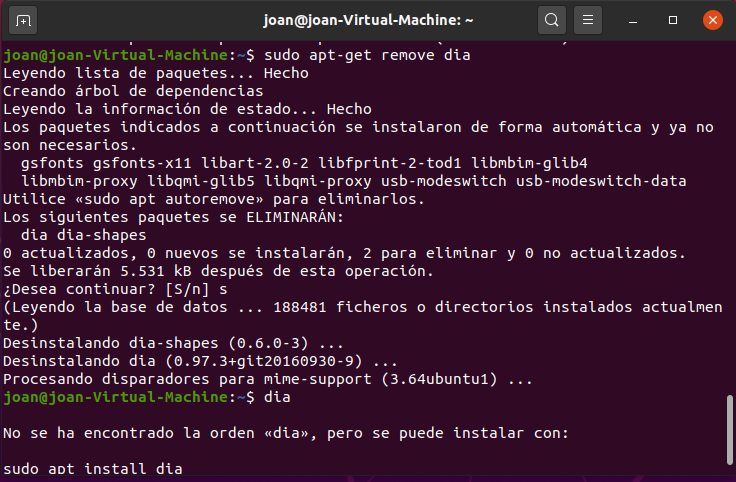 joan@joan-Virtual-Machine: ~
joan@joan-Virtual-Machine:~$ sudo apt-get remove dia
Leyendo lista de paquetes... Hecho
Creando árbol de dependencias
Leyendo la información de estado... Hecho
Los paquetes indicados a continuación se instalaron de forma automática y ya no
son necesarios.
  gsfonts gsfonts-x11 libart-2.0-2 libfprint-2-tod1 libmbim-glib4
  libmbim-proxy libqmi-glib5 libqmi-proxy usb-modeswitch usb-modeswitch-data
Utilice «sudo apt autoremove» para eliminarlos.
Los siguientes paquetes se ELIMINARÁN:
  dia dia-shapes
0 actualizados, 0 nuevos se instalarán, 2 para eliminar y 0 no actualizados.
Se liberarán 5.531 kB después de esta operación.
¿Desea continuar? [S/n] s
(Leyendo la base de datos ... 188481 ficheros o directorios instalados actualmen
te.)
Desinstalando dia-shapes (0.6.0-3) ...
Desinstalando dia (0.97.3+git20160930-9) ...
Procesando disparadores para mime-support (3.64ubuntu1) ...
joan@joan-Virtual-Machine:~$ dia
No se ha encontrado la orden «dia», pero se puede instalar con:
sudo apt install dia